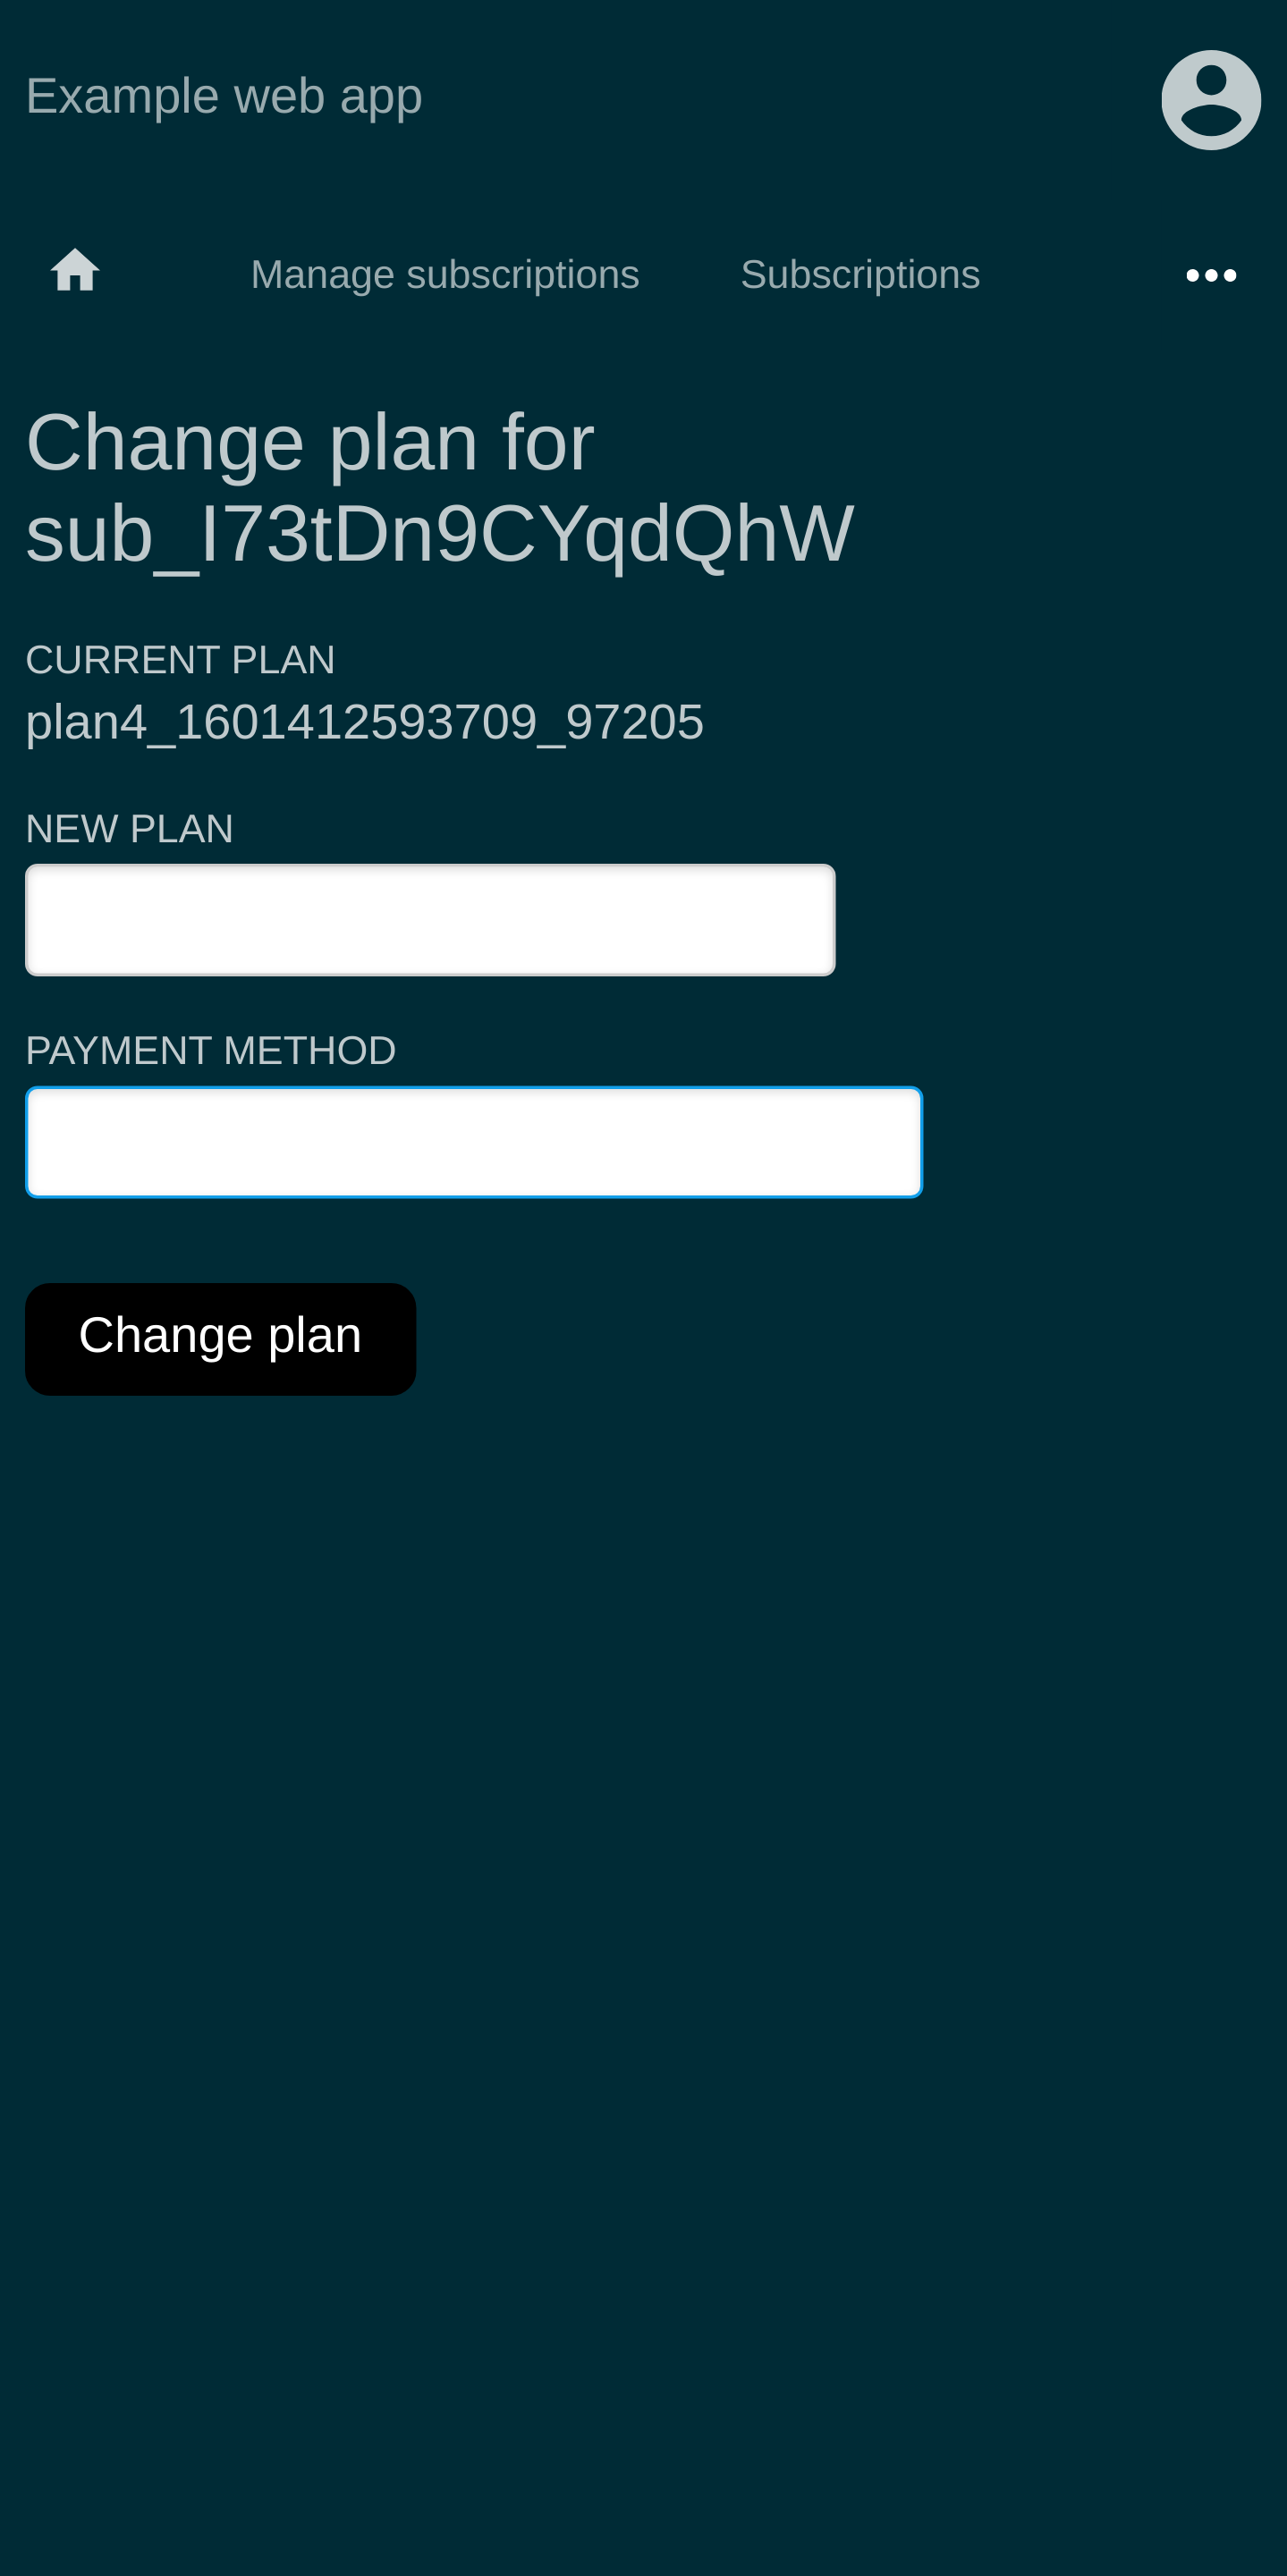 Example web app
Manage subscriptions Subscriptions
Change plan for
sub_I73tDn9CYqdQhW
CURRENT PLAN
plan4_1601412593709_97205
NEW PLAN
PAYMENT METHOD
Change plan